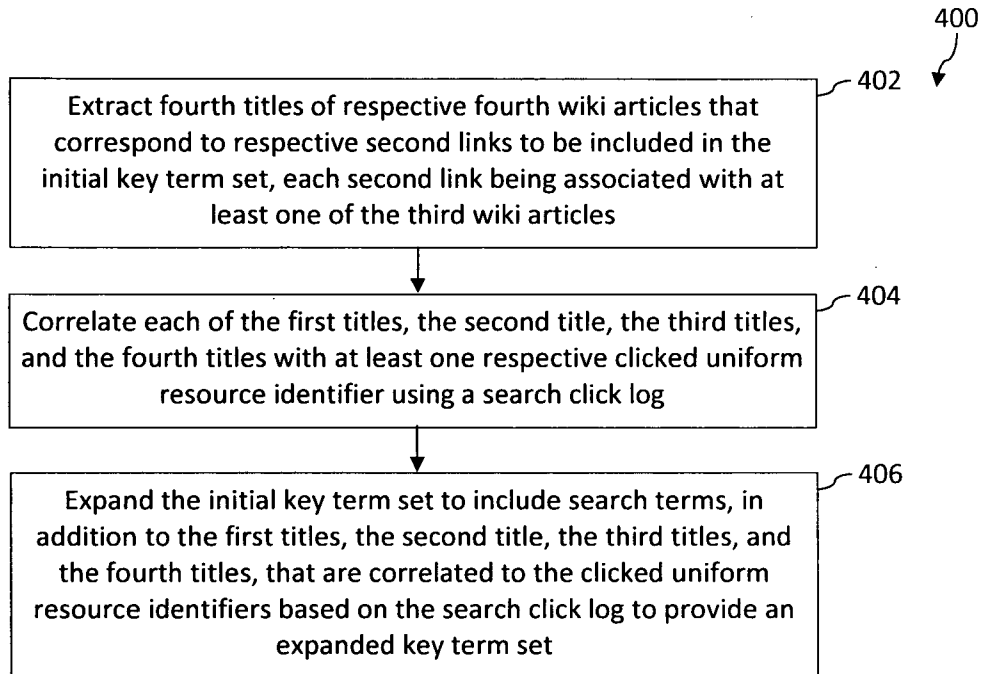 400
402
Extract fourth titles of respective fourth wiki articles that
correspond to respective second links to be included in the
initial key term set, each second link being associated with at
least one of the third wiki articles
404
Correlate each of the first titles, the second title, the third titles,
and the fourth titles with at least one respective clicked uniform
resource identifier using a search click log
406
Expand the initial key term set to include search terms, in
addition to the first titles, the second title, the third titles, and
the fourth titles, that are correlated to the clicked uniform
resource identifiers based on the search click log to provide an
expanded key term set